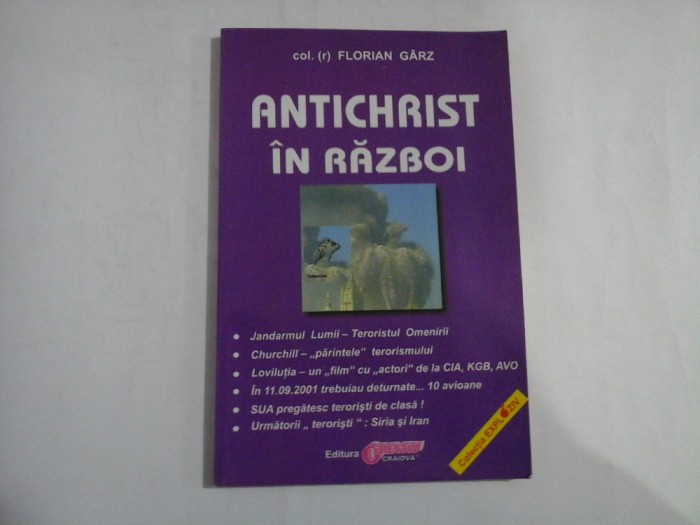 col. (r) FLORIAN GÂRZ
ANTICHRIST
ÎN RĂZBOI
• Jandarmul Lumii – Teroristul Omenirii
• Churchill – „părintele“ terorismului
• Loviluția – un „film“ cu „actori“ de la CIA, KGB, AVO
• În 11.09.2001 trebuiau deturnate... 10 avioane
• SUA pregătesc teroriști de clasă !
• Următorii „ teroriști “ : Siria și Iran
Colecția EXPLOZIV
Editura
CRAIOVA